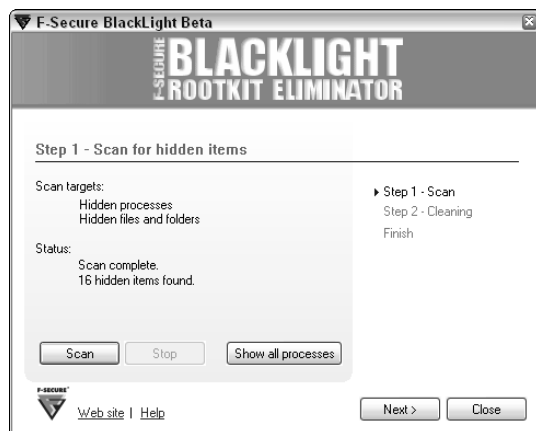 F-Secure BlackLight Beta
F-SECURE
BLACKLIGHT
ROOTKIT ELIMINATOR
Step 1 - Scan for hidden items
Scan targets:
Hidden processes
Hidden files and folders
Status:
Scan complete.
16 hidden items found.
Scan Stop Show all processes
Step 1 - Scan
Step 2 - Cleaning
Finish
F-SECURE
Web site | Help
Next > Close